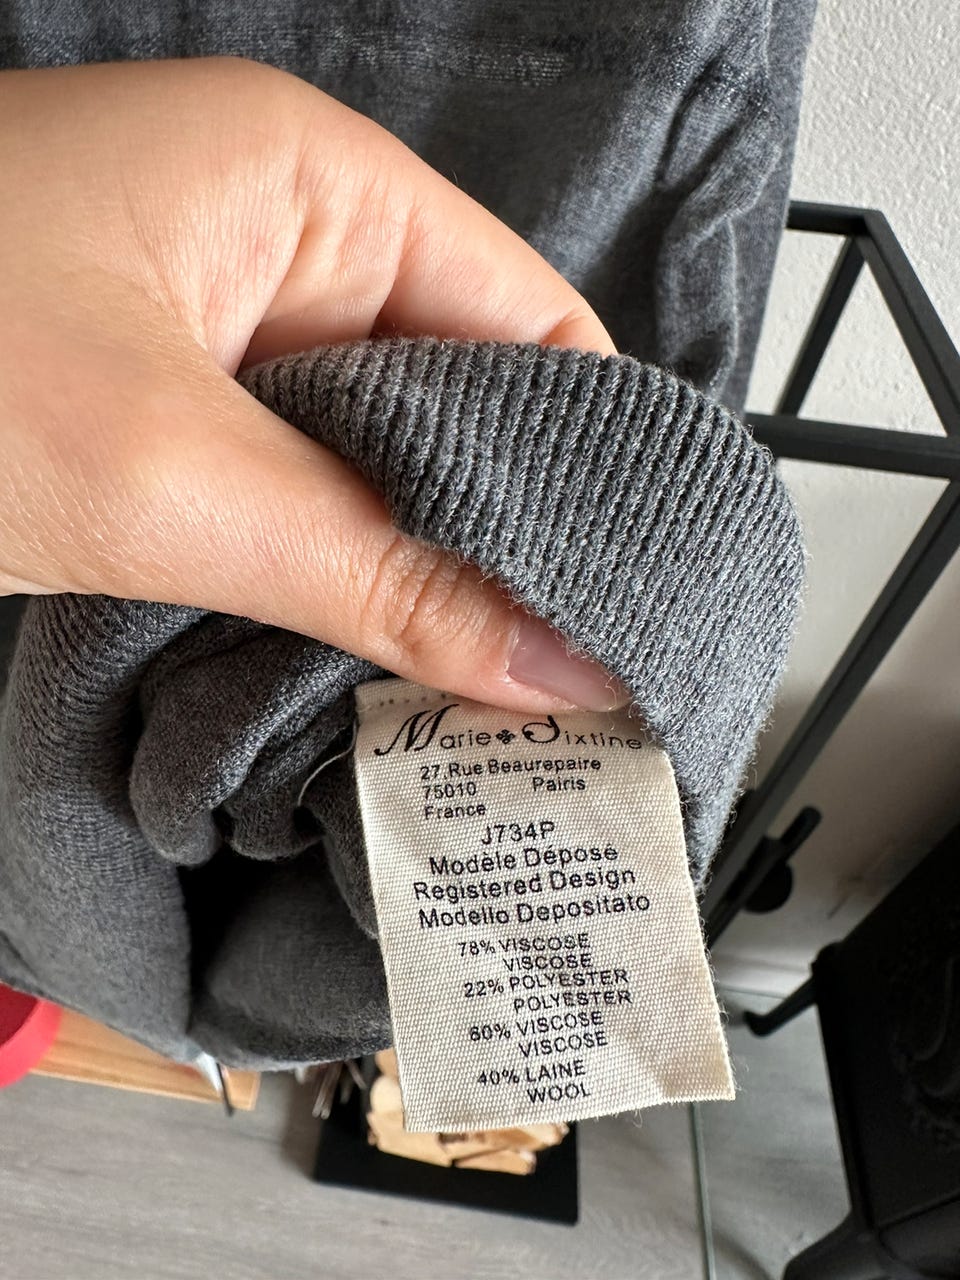 Marie Sixtine
27,Rue Beaurepaire
75010 Pairis
France
J734P
Modèle Déposé
Registered Design
Modello Depositato
78% VISCOSE
VISCOSE
22% POLYESTER
POLYESTER
60% VISCOSE
VISCOSE
40% LAINE
WOOL